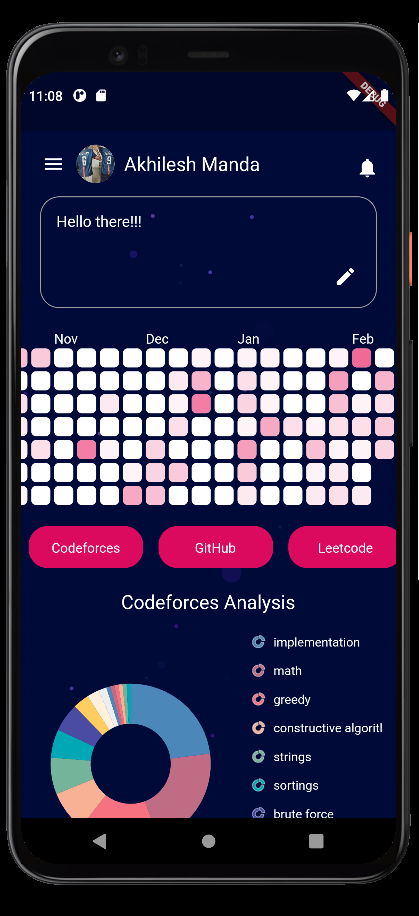 11:08
DEBUG
Akhilesh Manda
Hello there!!!
Nov Dec Jan Feb
Codeforces GitHub Leetcode
Codeforces Analysis
implementation
math
greedy
constructive algorit
strings
sortings
brute force